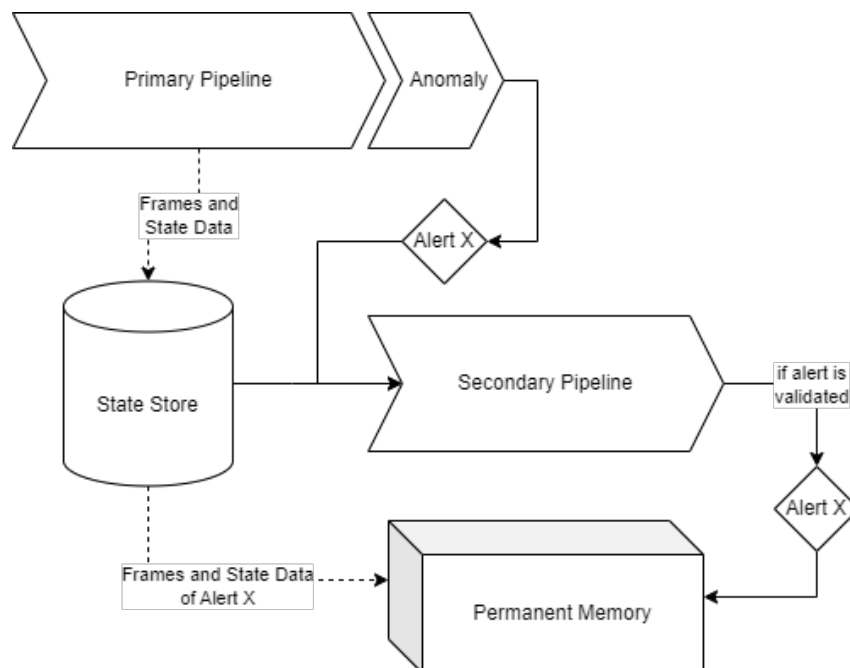 Primary Pipeline
Anomaly
Frames and
State Data
Alert X
State Store
Secondary Pipeline
if alert is
validated
Alert X
Frames and State Data
of Alert X
Permanent Memory